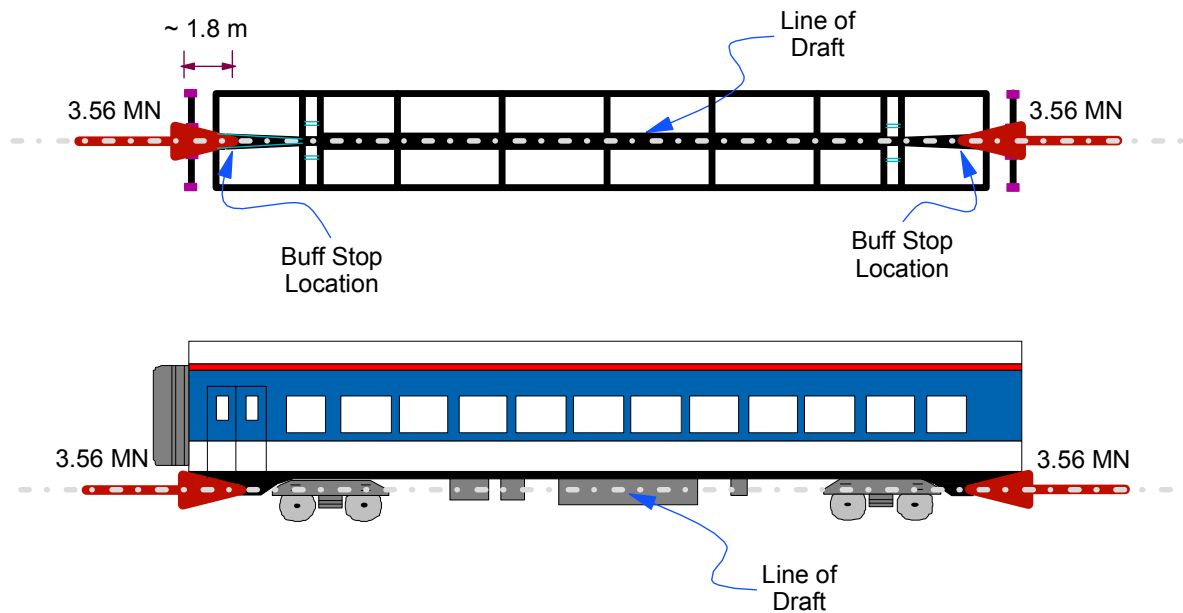 Line of
Draft
~ 1.8 m
3.56 MN
3.56 MN
Buff Stop
Location
Buff Stop
Location
3.56 MN
3.56 MN
Line of
Draft